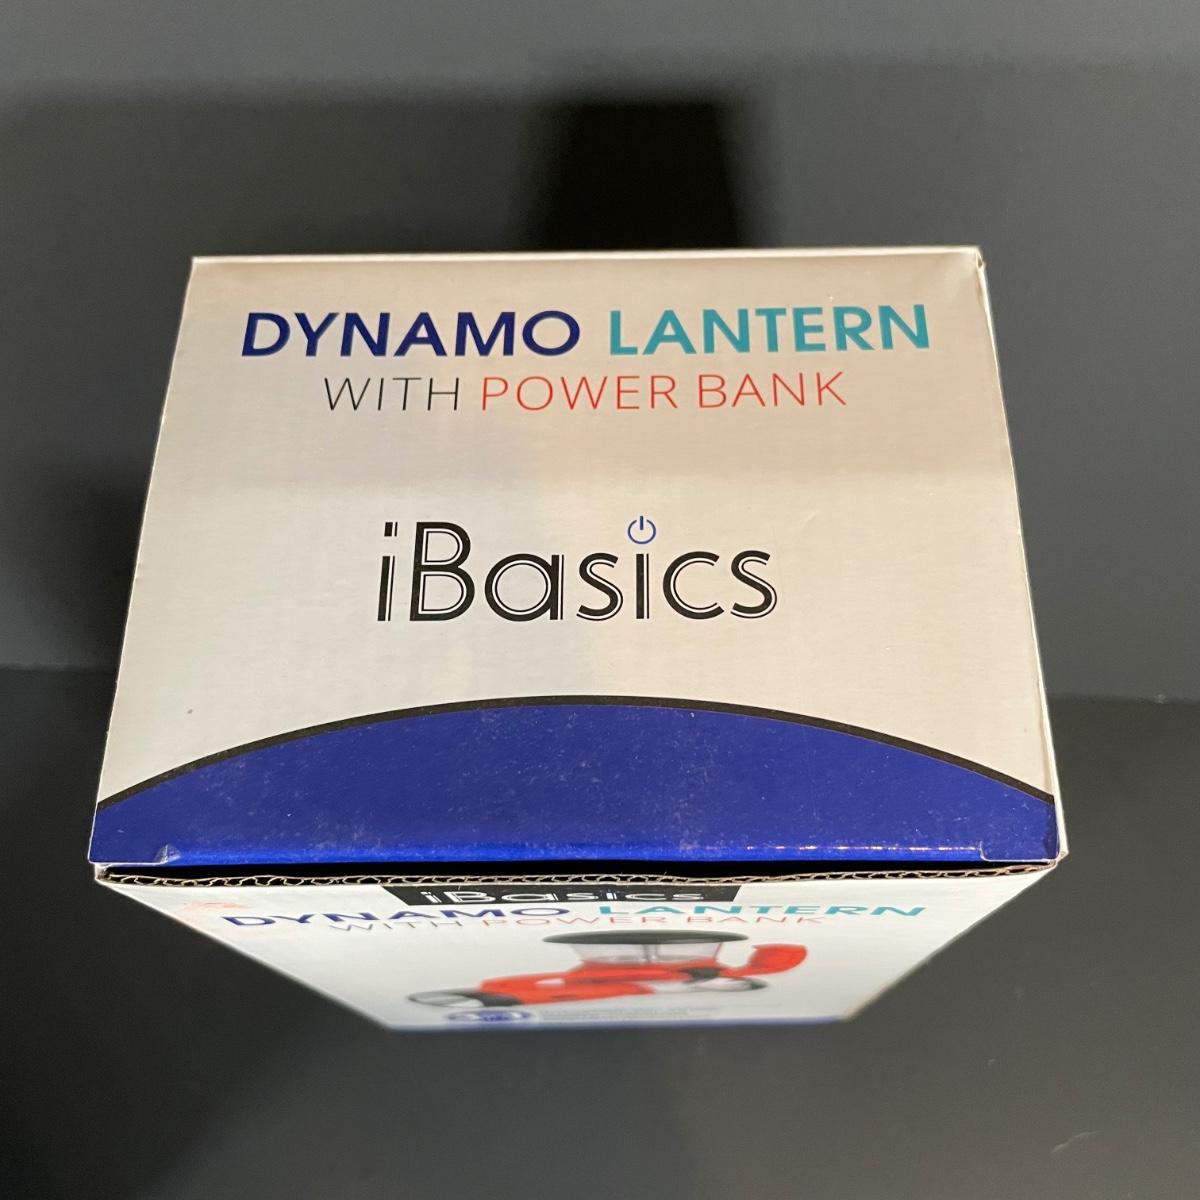 DYNAMO LANTERN
WITH POWER BANK
iBasics
iBasics
DYNAMO LANTERN
WITH POWER BANK